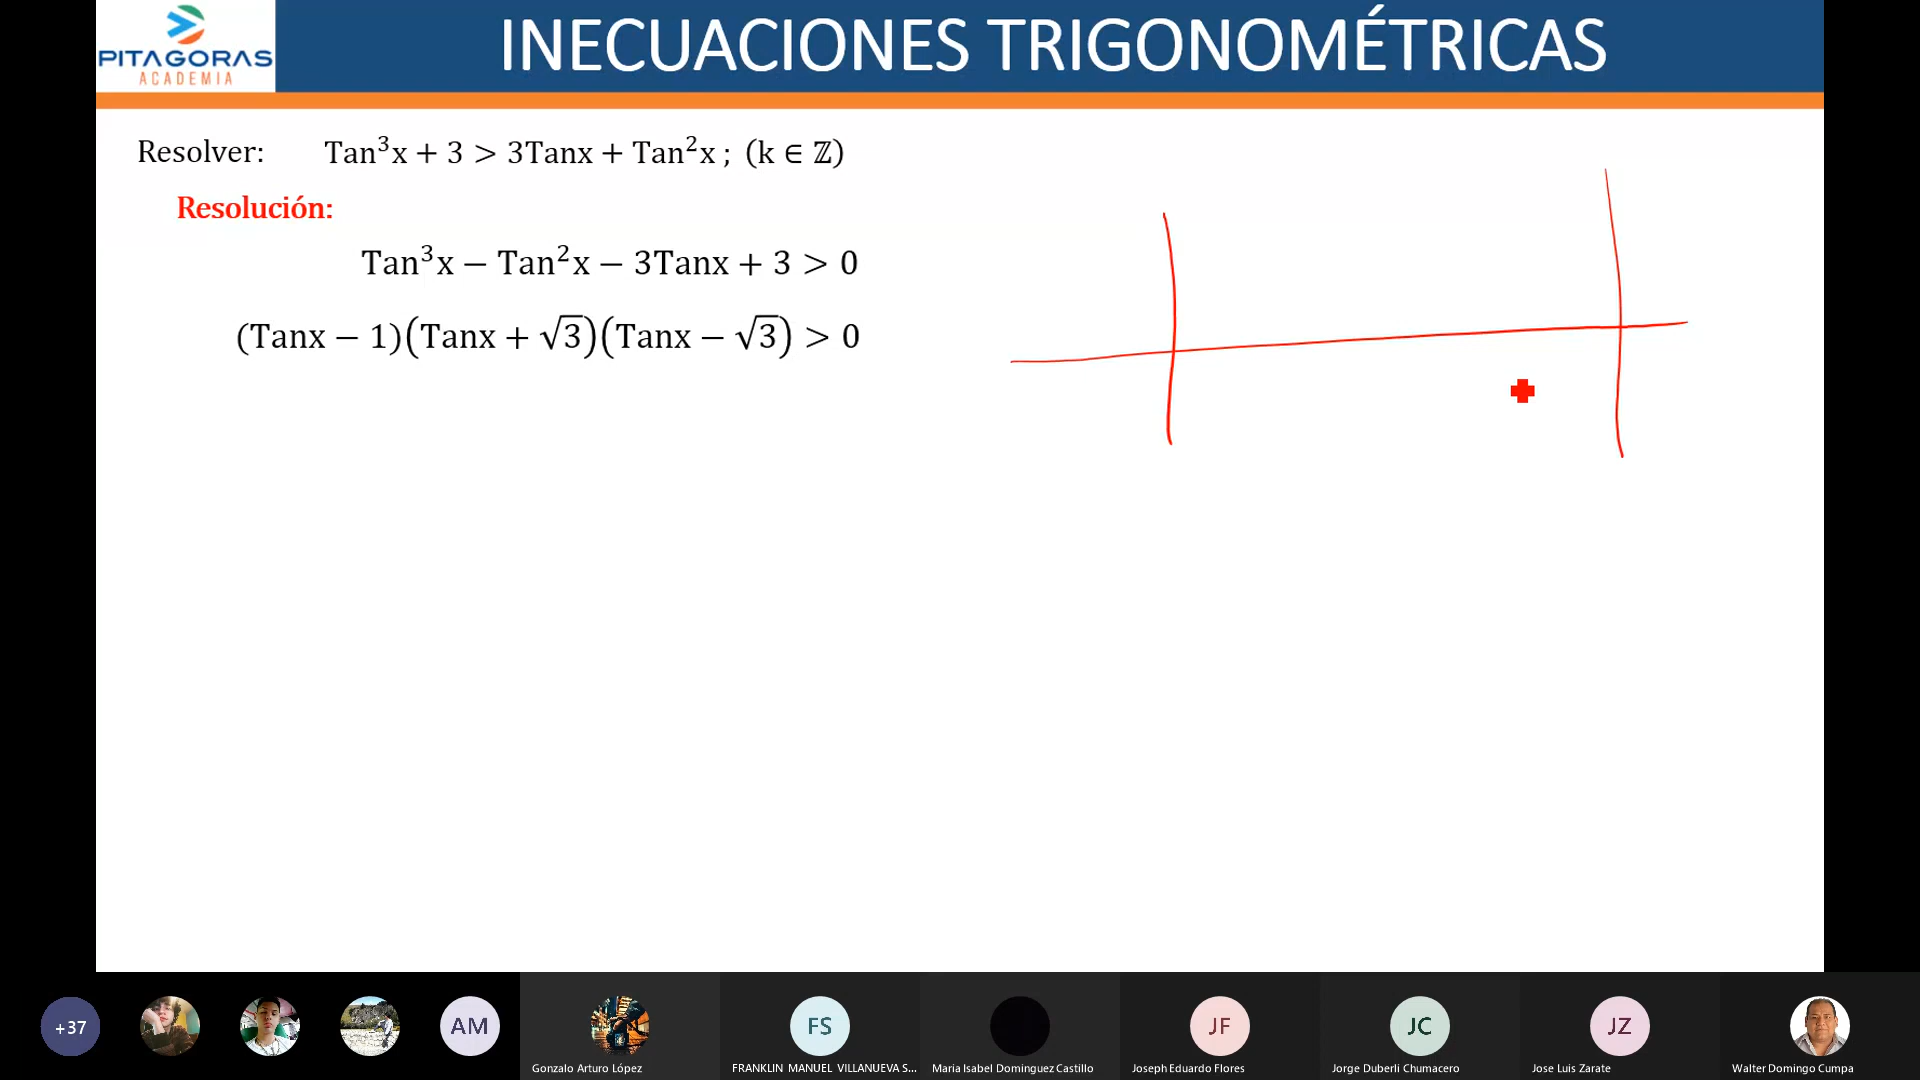 PITAGORAS
ACADEMIA
INECUACIONES TRIGONOMÉTRICAS
Resolver: Tan³x + 3 > 3Tanx + Tan²x ; (k ∈ ℤ)
Resolución:
Tan³x − Tan²x − 3Tanx + 3 > 0
(Tanx − 1)(Tanx + √3)(Tanx − √3) > 0
+37
AM
FS
JF
JC
JZ
Gonzalo Arturo López
FRANKLIN MANUEL VILLANUEVA S...
Maria Isabel Dominguez Castillo
Joseph Eduardo Flores
Jorge Duberli Chumacero
Jose Luis Zarate
Walter Domingo Cumpa